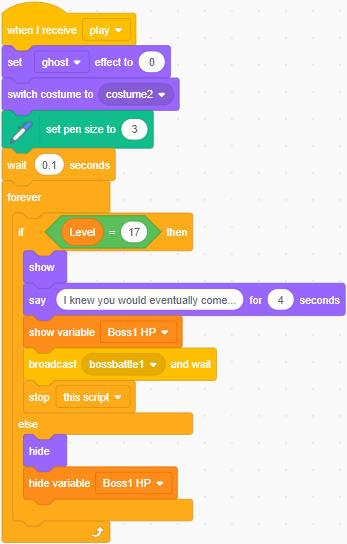 when I receive play
set ghost effect to 0
switch costume to costume2
set pen size to 3
wait 0.1 seconds
forever
if Level = 17 then
show
say I knew you would eventually come... for 4 seconds
show variable Boss1 HP
broadcast bossbattle1 and wait
stop this script
else
hide
hide variable Boss1 HP